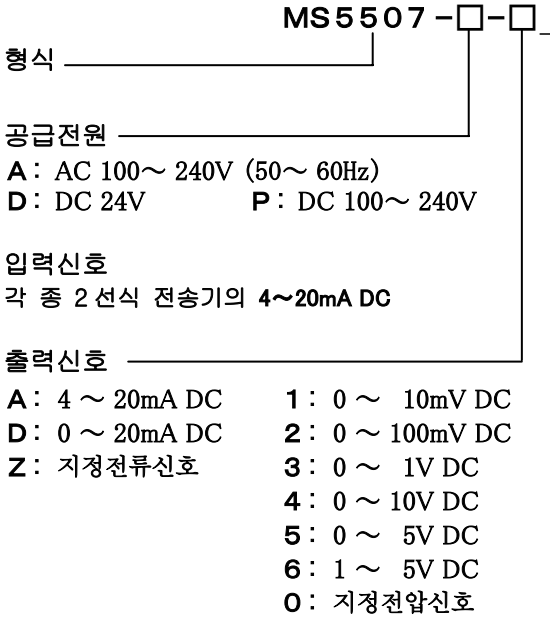 MS5507-□-□
형식
공급전원
A : AC 100～ 240V (50～ 60Hz)
D : DC 24V P : DC 100～ 240V
입력신호
각 종 2선식 전송기의 4～20mA DC
출력신호
A : 4 ～ 20mA DC 1 : 0 ～ 10mV DC
D : 0 ～ 20mA DC 2 : 0 ～ 100mV DC
Z : 지정전류신호 3 : 0 ～ 1V DC
4 : 0 ～ 10V DC
5 : 0 ～ 5V DC
6 : 1 ～ 5V DC
0 : 지정전압신호